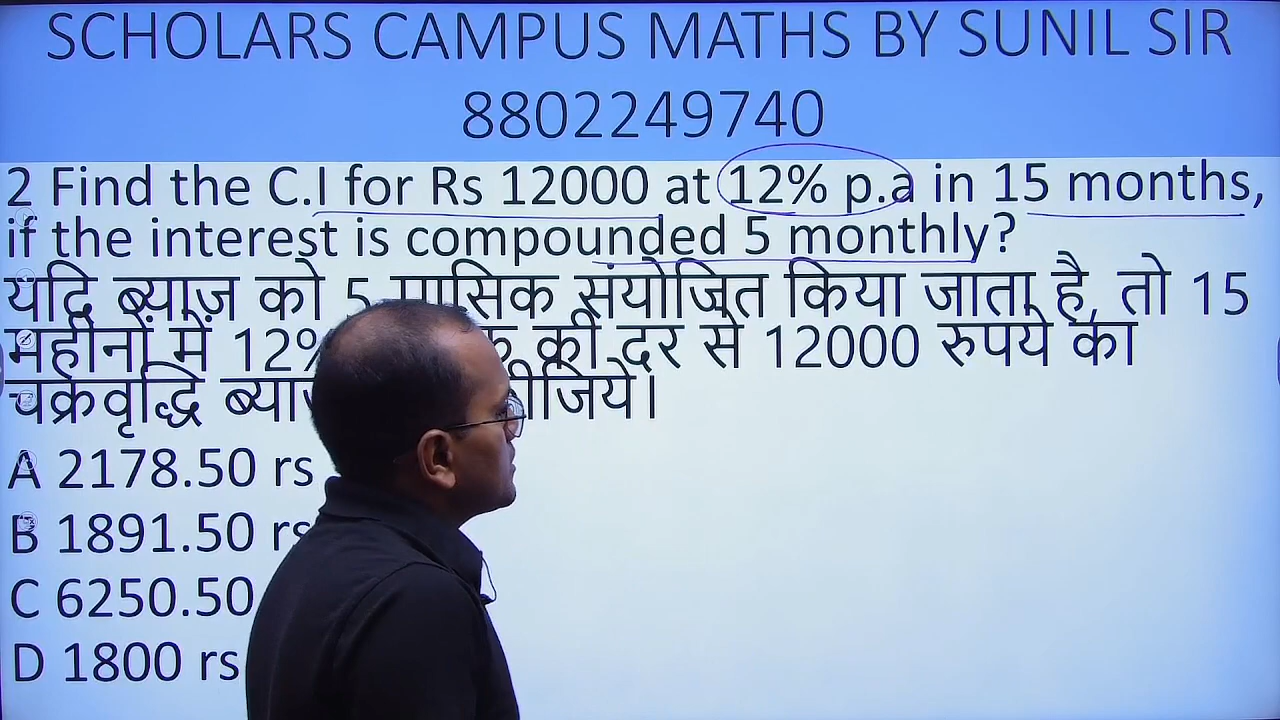 SCHOLARS CAMPUS MATHS BY SUNIL SIR
8802249740
2 Find the C.I for Rs 12000 at 12% p.a in 15 months,
if the interest is compounded 5 monthly?
यदि ब्याज़ को 5 मासिक संयोजित किया जाता है, तो 15
महीनों में 12% की दर से 12000 रुपये का
चक्रवृद्धि
A 2178.50 rs
B 1891.50 rs
C 6250.50
D 1800 rs